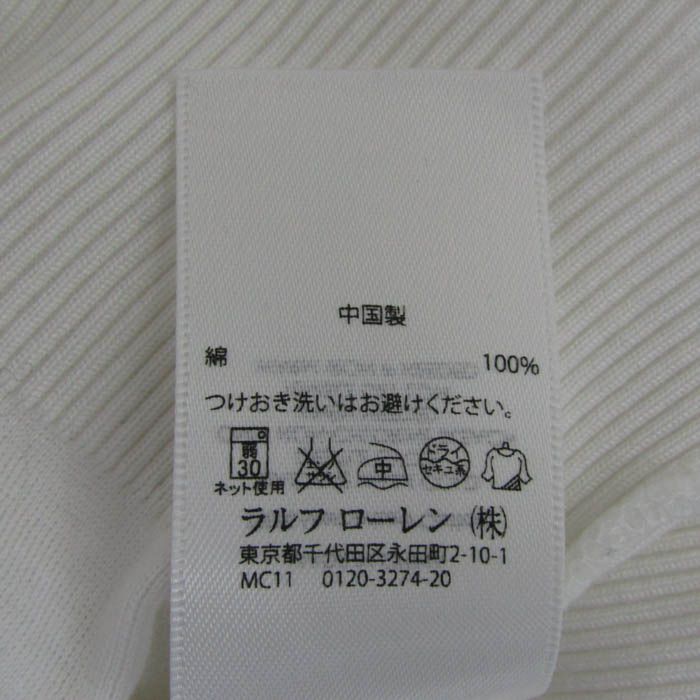 中国製
綿 100%
つけおき洗いはお避けください。
弱 中 ドライ
30 セキユ系
ネット使用
ラルフ ローレン (株)
東京都千代田区永田町2-10-1
MC11 0120-3274-20